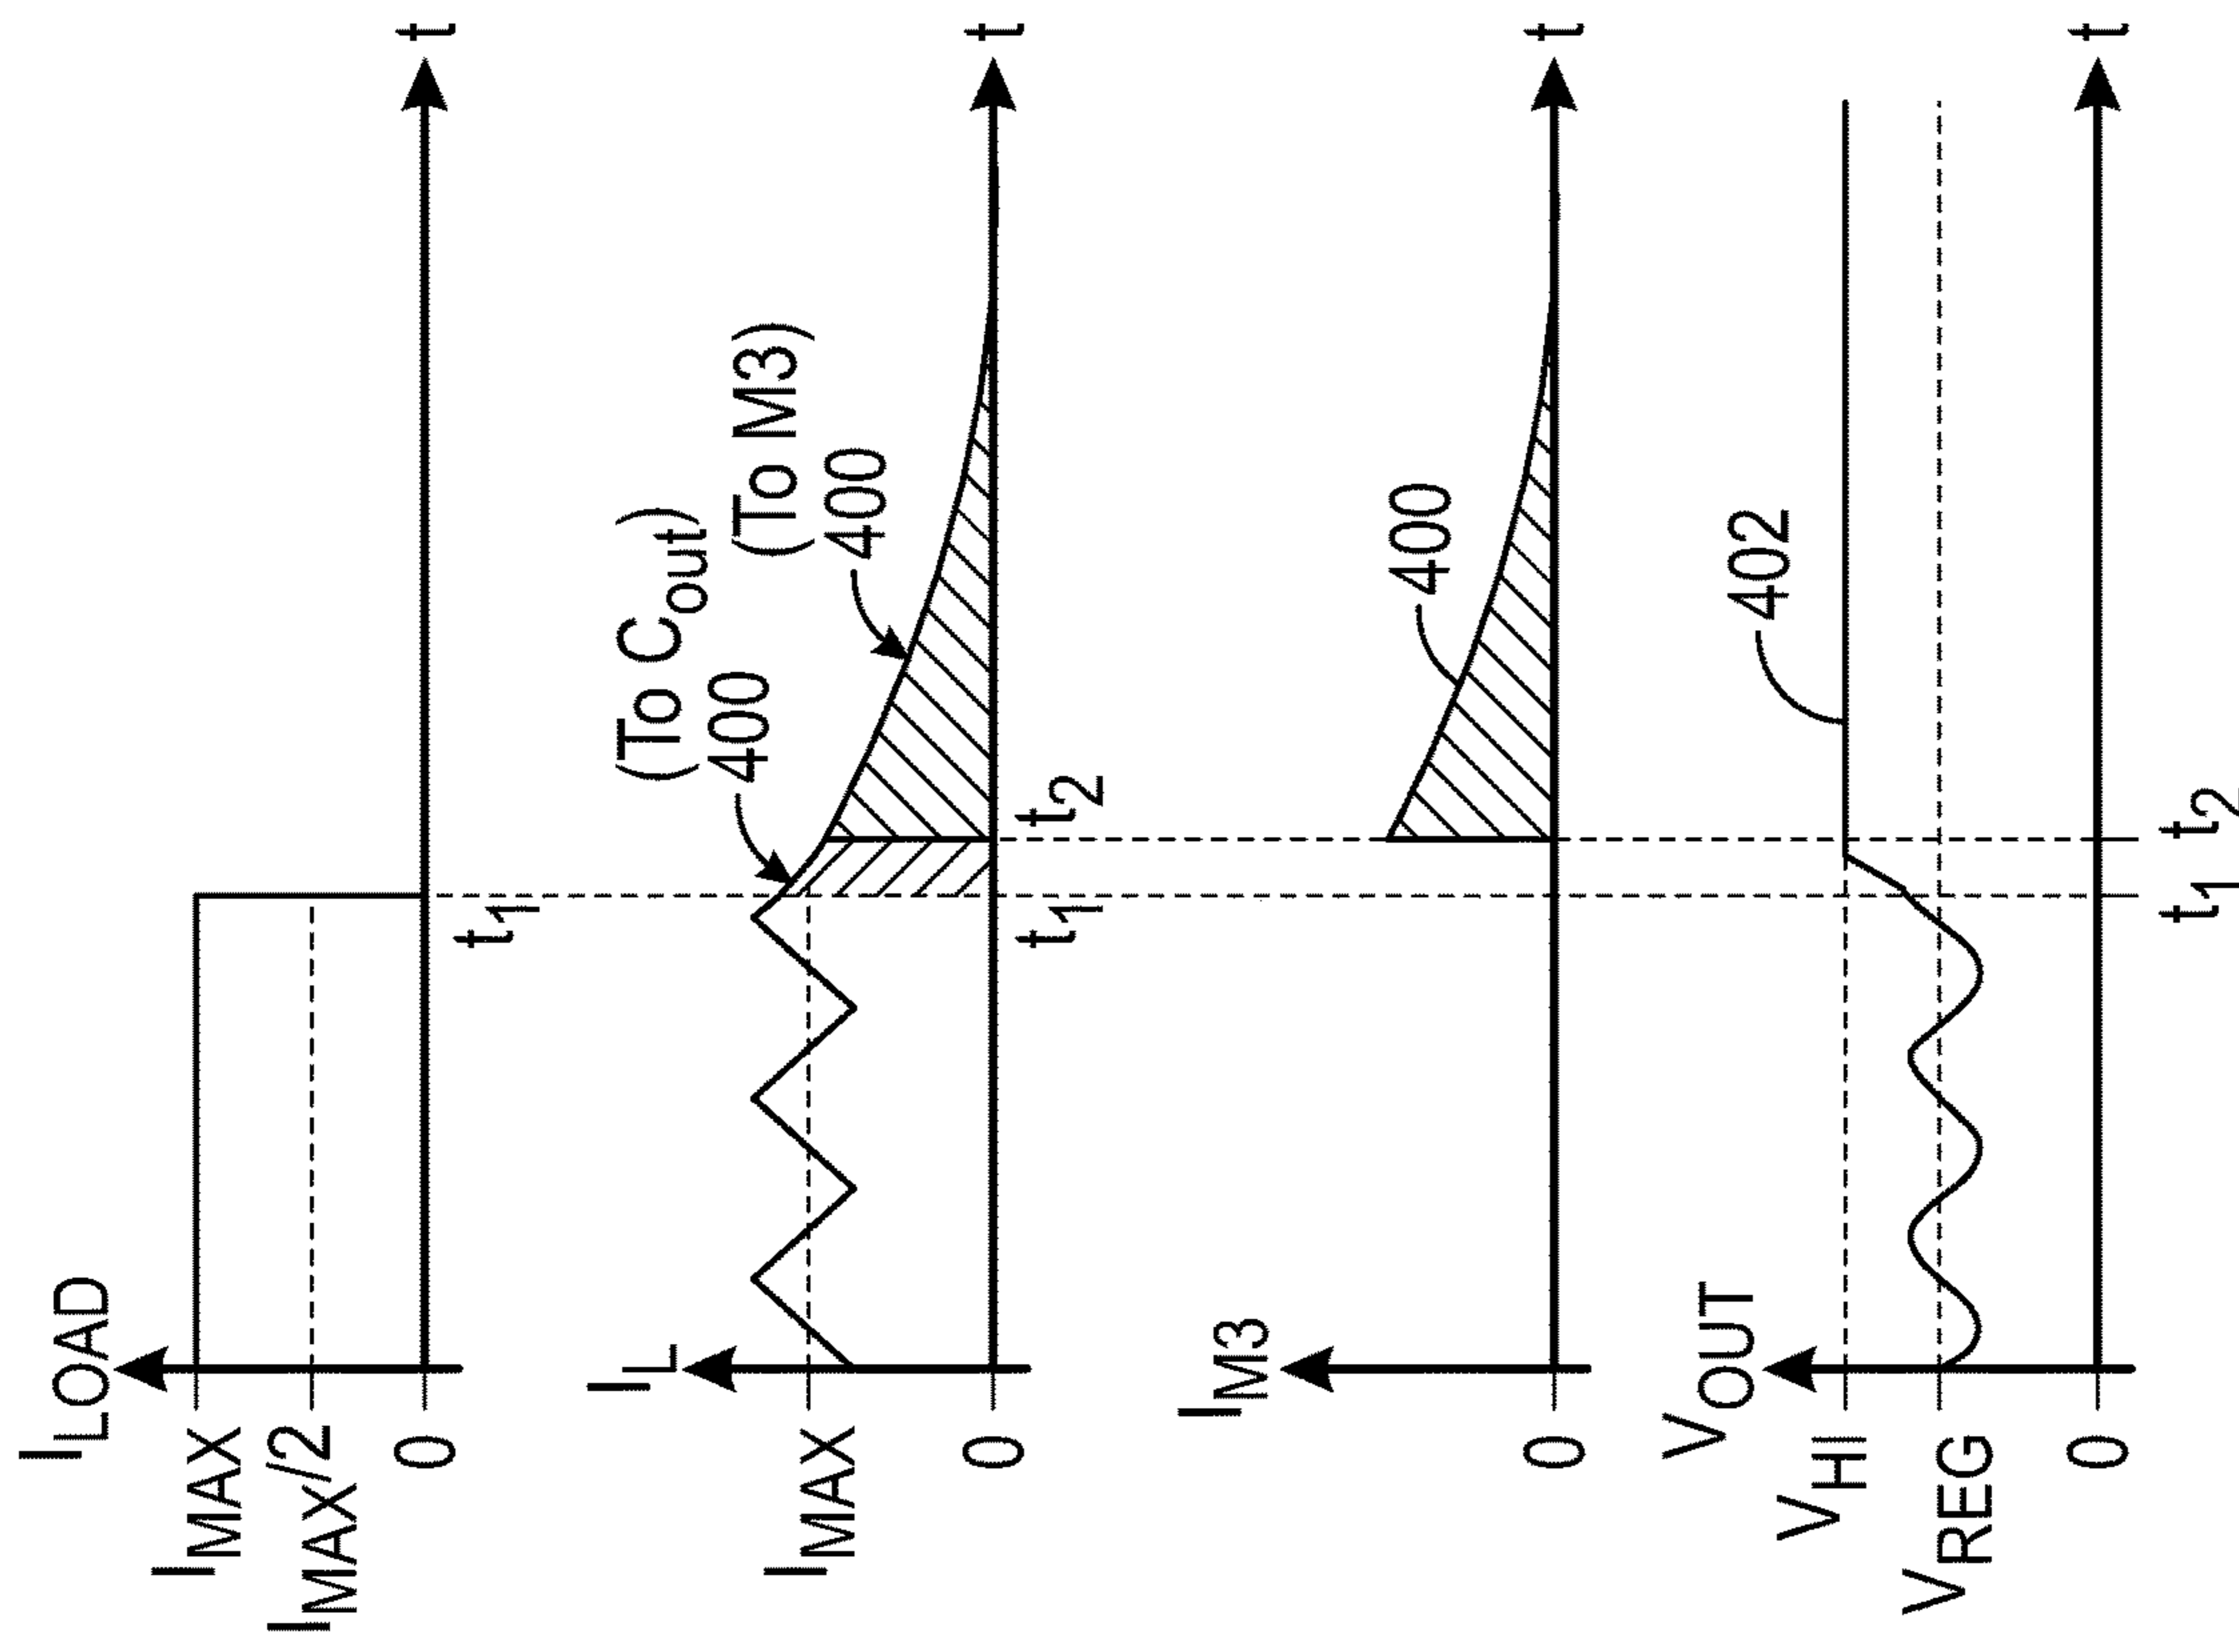 I_LOAD
I_MAX
I_MAX/2
0
t_1
t
I_L
(To C_out)
400
(To M3)
400
I_MAX
0
t_1
t_2
t
I_M3
400
0
t
V_OUT
402
V_HI
V_REG
0
t_1
t_2
t